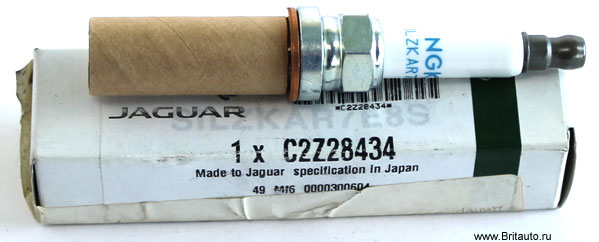 NGK
*C2Z28434*
JAGUAR
SILZKAR7E8S
1 x C2Z28434
Made to Jaguar specification in Japan
49 M16 0000300604
www.Britauto.ru